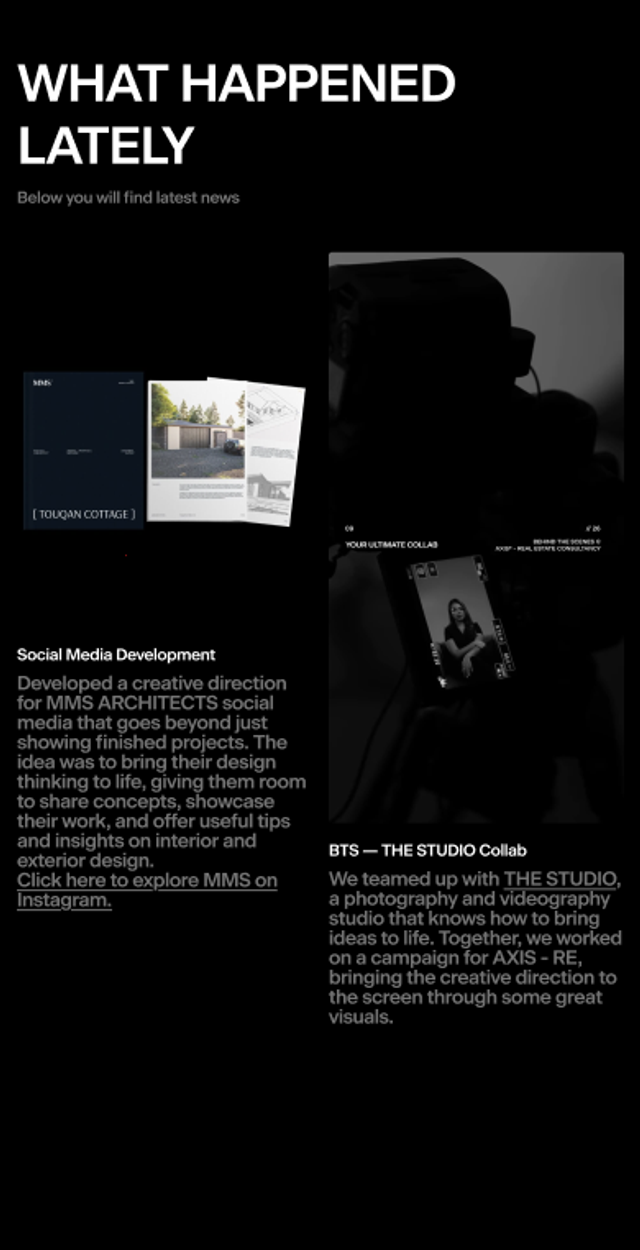 WHAT HAPPENED
LATELY
Below you will find latest news
MMS
[ TOUQAN COTTAGE ]
Social Media Development
Developed a creative direction
for MMS ARCHITECTS social
media that goes beyond just
showing finished projects. The
idea was to bring their design
thinking to life, giving them room
to share concepts, showcase
their work, and offer useful tips
and insights on interior and
exterior design.
Click here to explore MMS on
Instagram.
09
// 25
YOUR ULTIMATE COLLAB
BEHIND THE SCENES ©
AXIS® - REAL ESTATE CONSULTANCY
BTS — THE STUDIO Collab
We teamed up with THE STUDIO,
a photography and videography
studio that knows how to bring
ideas to life. Together, we worked
on a campaign for AXIS - RE,
bringing the creative direction to
the screen through some great
visuals.